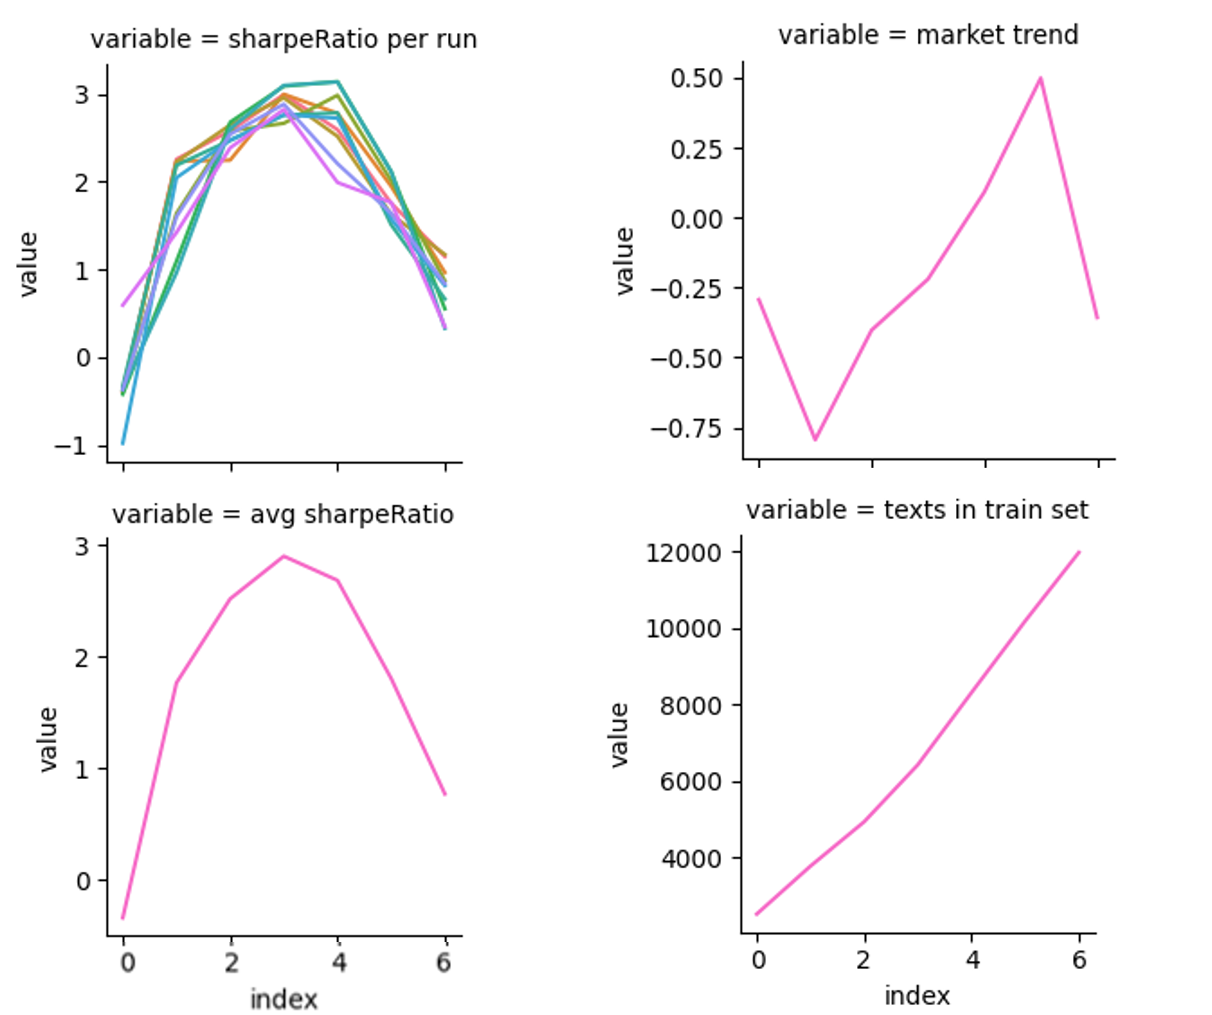 variable = sharpeRatio per run
3
2
1
0
−1
value
variable = market trend
0.50
0.25
0.00
−0.25
−0.50
−0.75
value
variable = avg sharpeRatio
3
2
1
0
value
0 2 4 6
index
variable = texts in train set
12000
10000
8000
6000
4000
value
0 2 4 6
index